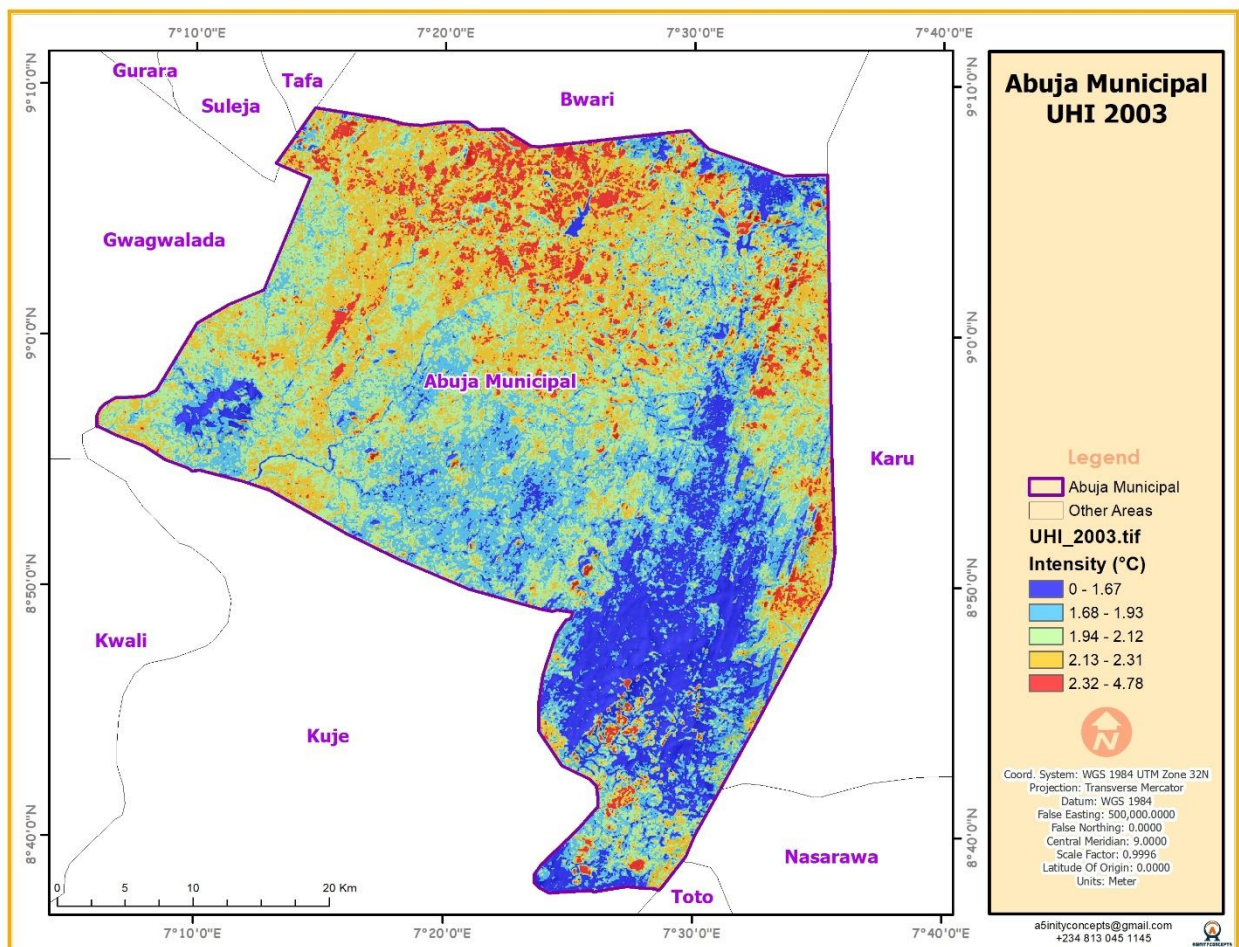 7°10'0"E
7°20'0"E
7°30'0"E
7°40'0"E
9°10'0"N
9°10'0"N
Gurara
Tafa
Suleja
Bwari
Gwagwalada
9°0'0"N
9°0'0"N
Abuja Municipal
Karu
8°50'0"N
8°50'0"N
Kwali
Kuje
8°40'0"N
8°40'0"N
Nasarawa
Toto
0 5 10 20 Km
7°10'0"E
7°20'0"E
7°30'0"E
7°40'0"E
Abuja Municipal
UHI 2003
Legend
Abuja Municipal
Other Areas
UHI_2003.tif
Intensity (°C)
0 - 1.67
1.68 - 1.93
1.94 - 2.12
2.13 - 2.31
2.32 - 4.78
N
Coord. System: WGS 1984 UTM Zone 32N
Projection: Transverse Mercator
Datum: WGS 1984
False Easting: 500,000.0000
False Northing: 0.0000
Central Meridian: 9.0000
Scale Factor: 0.9996
Latitude Of Origin: 0.0000
Units: Meter
a6inityconcepts@gmail.com
+234 813 045 1145